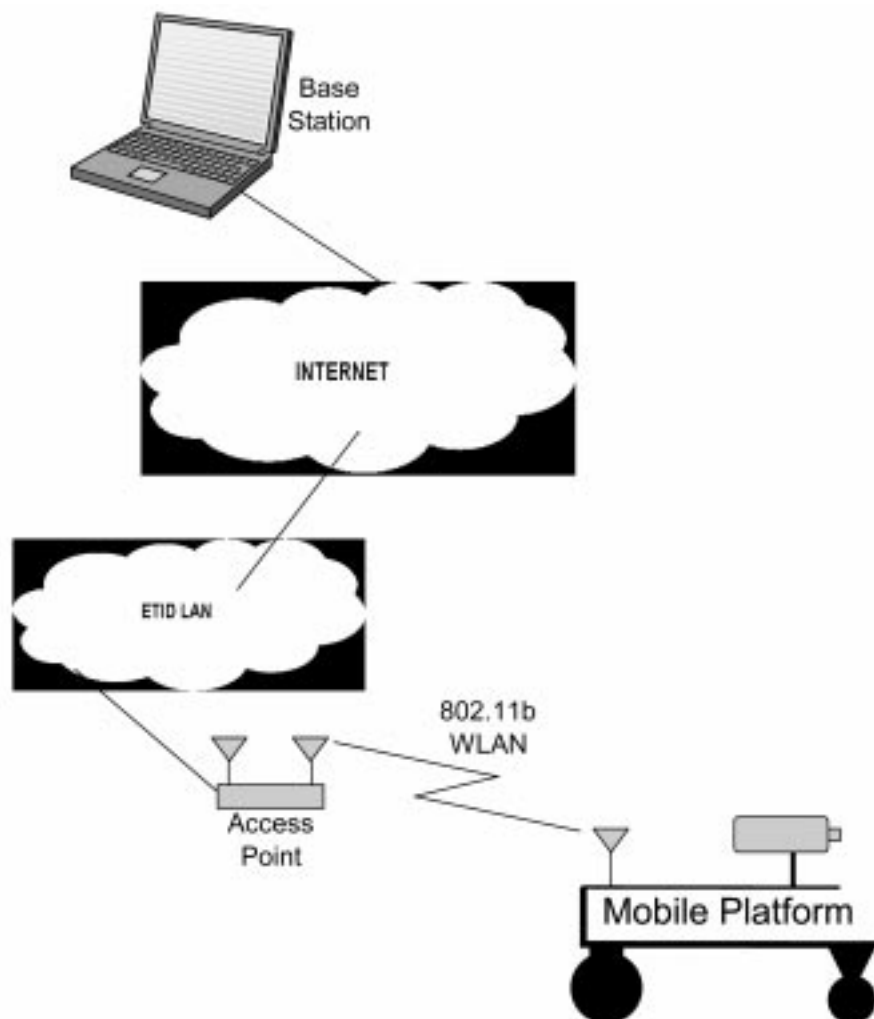 Base
Station
INTERNET
ETID LAN
802.11b
WLAN
Access
Point
Mobile Platform